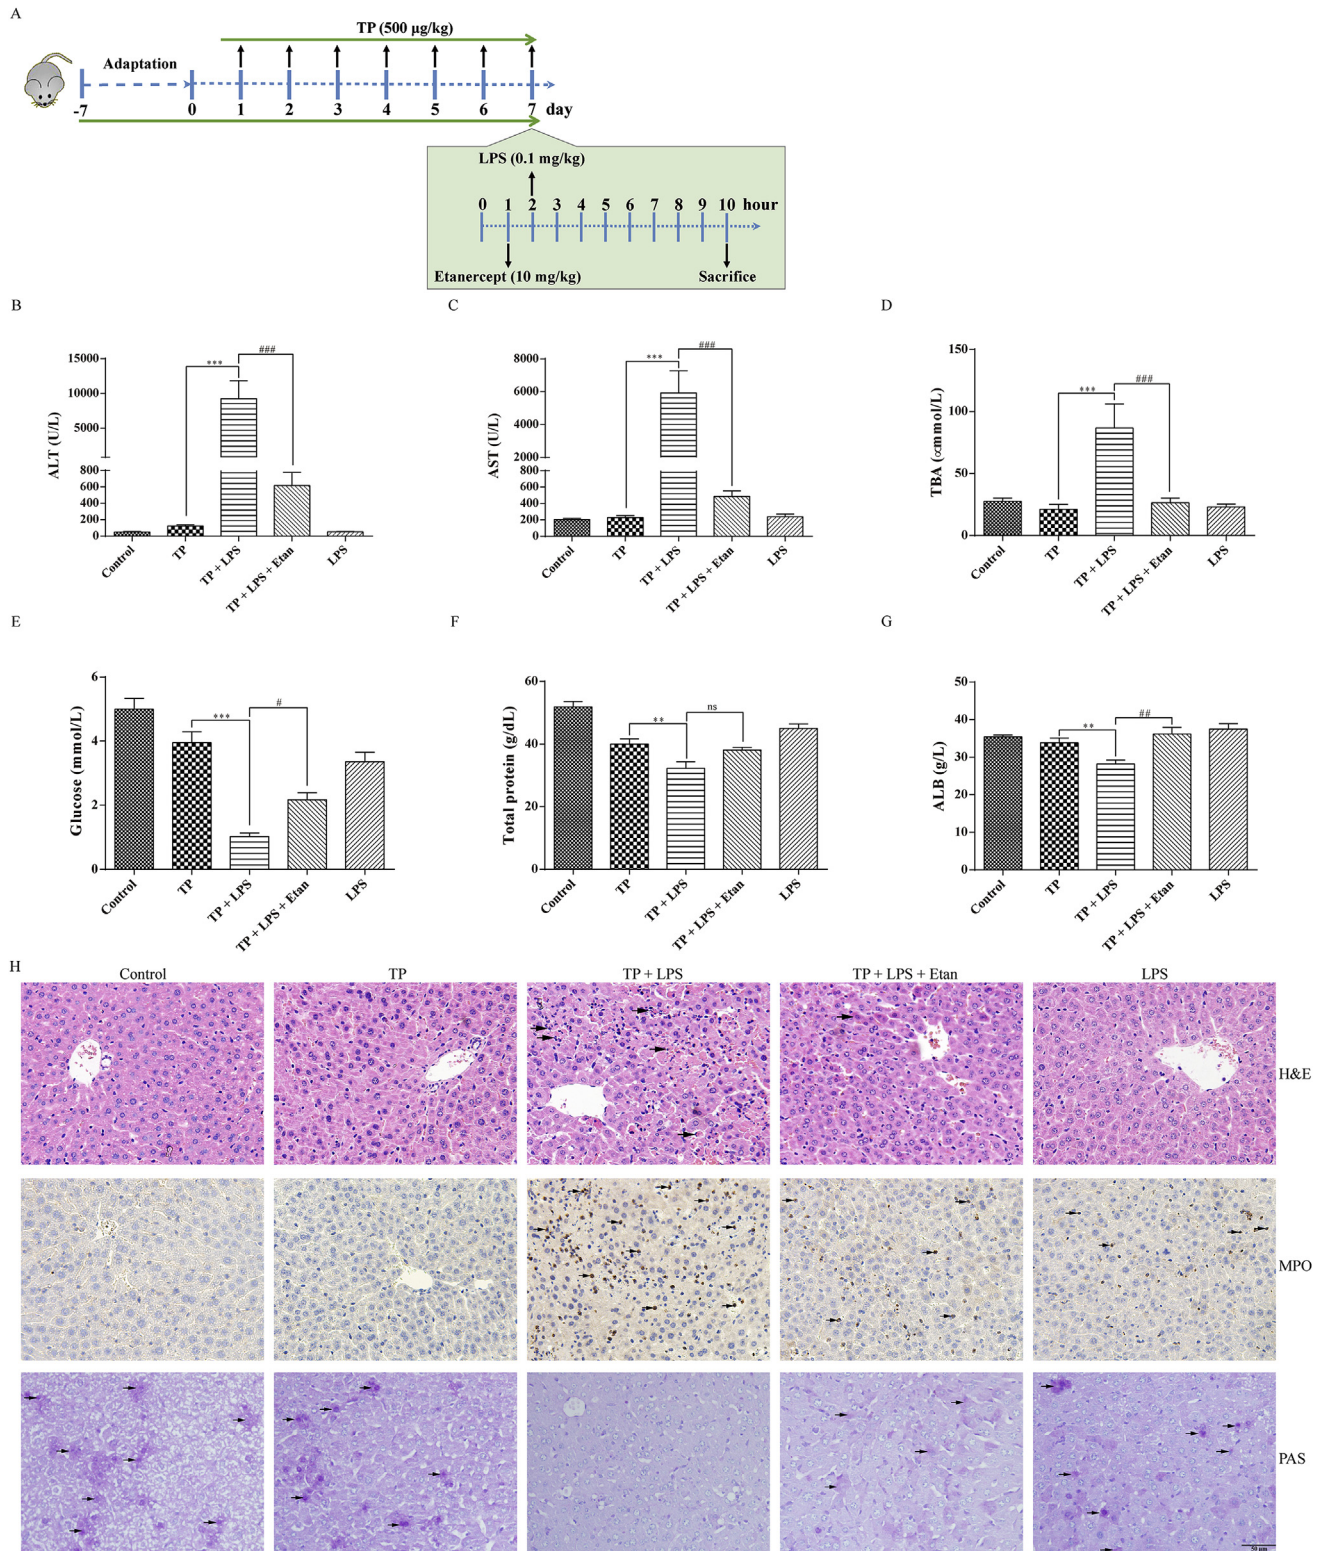 A
TP (500 µg/kg)
Adaptation
-7 0 1 2 3 4 5 6 7 day
LPS (0.1 mg/kg)
0 1 2 3 4 5 6 7 8 9 10 hour
Etanercept (10 mg/kg) Sacrifice
B
ALT (U/L)
15000
10000
5000
800
600
400
200
0
***
###
Control
TP
TP + LPS
TP + LPS + Etan
LPS
C
AST (U/L)
8000
6000
4000
2000
800
600
400
200
0
***
###
Control
TP
TP + LPS
TP + LPS + Etan
LPS
D
TBA (αmmol/L)
150
100
50
0
***
###
Control
TP
TP + LPS
TP + LPS + Etan
LPS
E
Glucose (mmol/L)
6
4
2
0
***
#
Control
TP
TP + LPS
TP + LPS + Etan
LPS
F
Total protein (g/dL)
60
40
20
0
**
ns
Control
TP
TP + LPS
TP + LPS + Etan
LPS
G
ALB (g/L)
50
40
30
20
10
0
**
##
Control
TP
TP + LPS
TP + LPS + Etan
LPS
H
Control TP TP + LPS TP + LPS + Etan LPS
H&E
MPO
PAS
50 µm